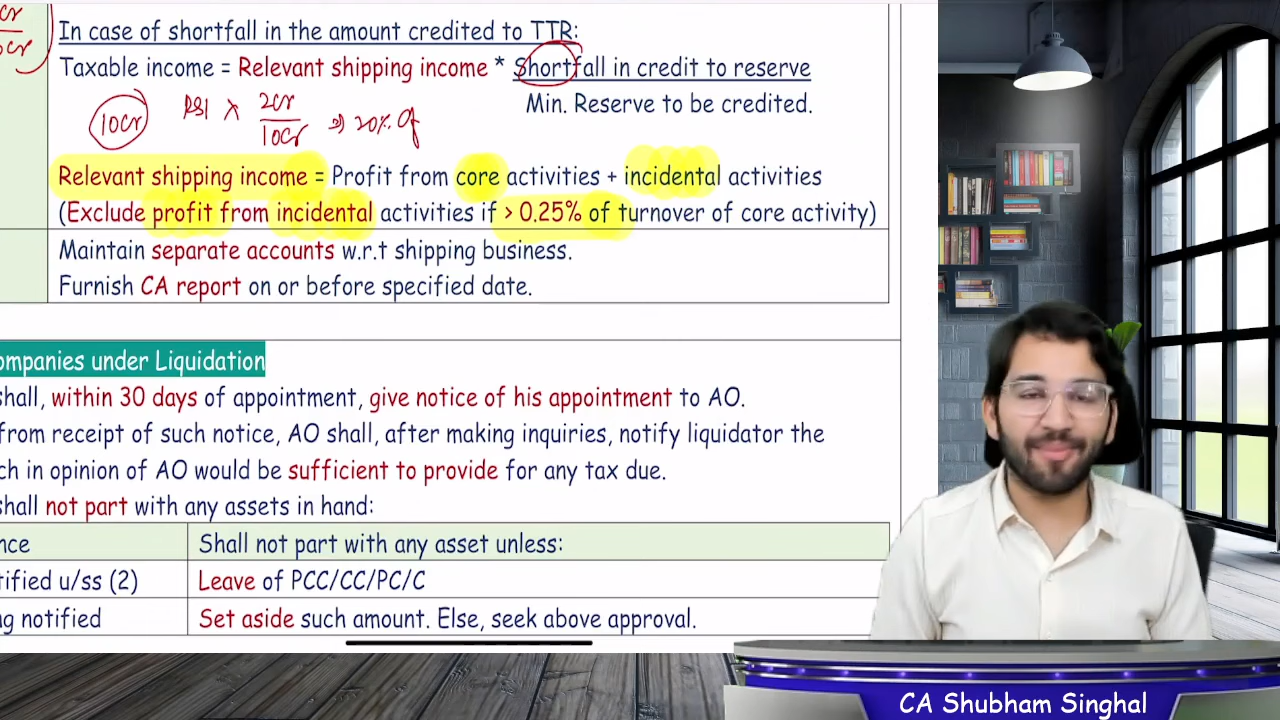 cr
cr
In case of shortfall in the amount credited to TTR:
Taxable income = Relevant shipping income * Shortfall in credit to reserve
Min. Reserve to be credited.
10cr RSI x 2cr
10cr ⇒ 20% of
Relevant shipping income = Profit from core activities + incidental activities
(Exclude profit from incidental activities if > 0.25% of turnover of core activity)
Maintain separate accounts w.r.t shipping business.
Furnish CA report on or before specified date.
ompanies under Liquidation
shall, within 30 days of appointment, give notice of his appointment to AO.
from receipt of such notice, AO shall, after making inquiries, notify liquidator the
ch in opinion of AO would be sufficient to provide for any tax due.
shall not part with any assets in hand:
nce Shall not part with any asset unless:
tified u/ss (2) Leave of PCC/CC/PC/C
ng notified Set aside such amount. Else, seek above approval.
CA Shubham Singhal